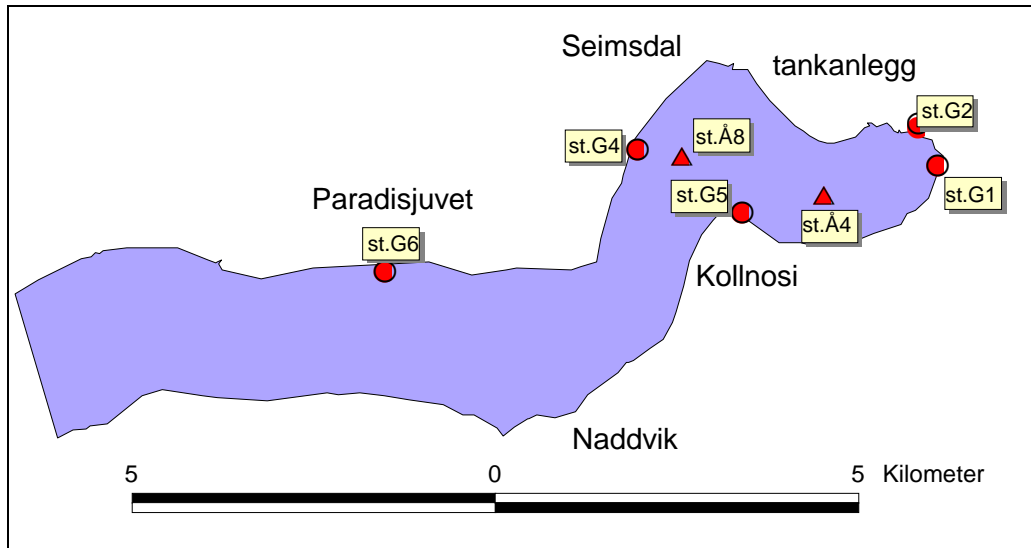 Seimsdal
tankanlegg
st.G2
st.Å8
st.G4
st.G1
Paradisjuvet
st.G5
st.Å4
st.G6
Kollnosi
Naddvik
5 0 5 Kilometer